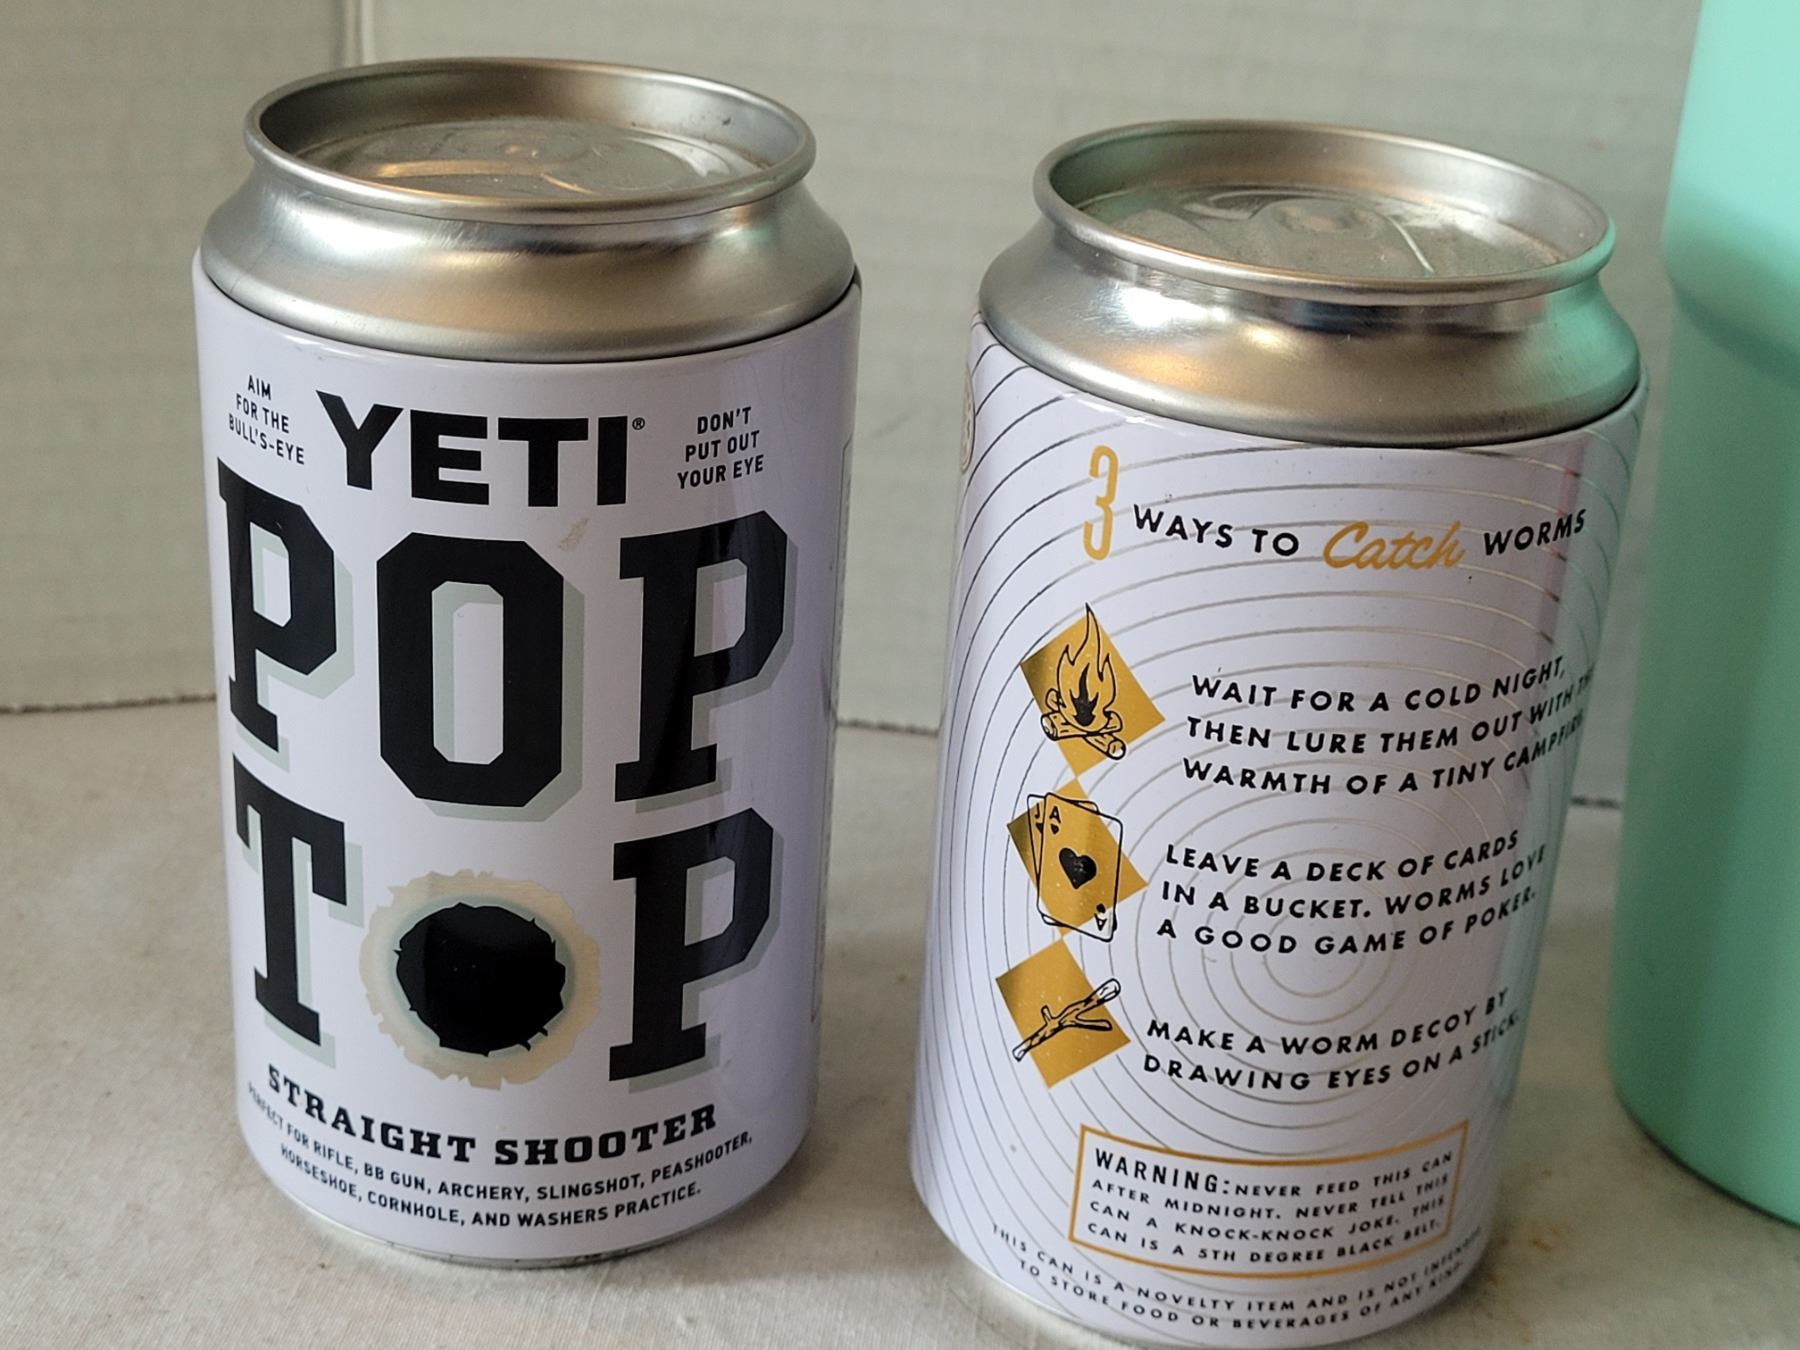 AIM
FOR THE
BULL'S-EYE
YETI®
DON'T
PUT OUT
YOUR EYE
POP
TOP
STRAIGHT SHOOTER
PERFECT FOR RIFLE, BB GUN, ARCHERY, SLINGSHOT, PEASHOOTER,
HORSESHOE, CORNHOLE, AND WASHERS PRACTICE.
3 WAYS TO Catch WORMS
WAIT FOR A COLD NIGHT,
THEN LURE THEM OUT WITH THE
WARMTH OF A TINY CAMPFIRE
J A
A
LEAVE A DECK OF CARDS
IN A BUCKET. WORMS LOVE
A GOOD GAME OF POKER.
MAKE A WORM DECOY BY
DRAWING EYES ON A STICK.
WARNING: NEVER FEED THIS CAN
AFTER MIDNIGHT. NEVER TELL THIS
CAN A KNOCK-KNOCK JOKE. THIS
CAN IS A 5TH DEGREE BLACK BELT.
THIS CAN IS A NOVELTY ITEM AND IS NOT INTENDED
TO STORE FOOD OR BEVERAGES OF ANY KIND.